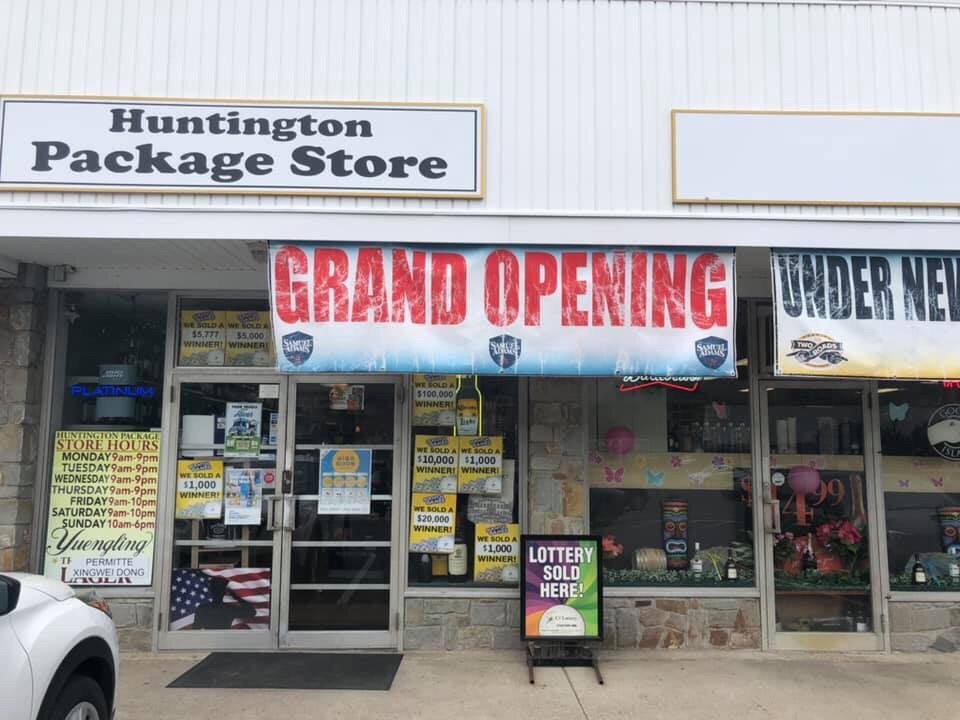 Huntington
Package Store
GRAND OPENING
SAMUEL ADAMS
SAMUEL ADAMS
SAMUEL ADAMS
UNDER NEW
TWO ROADS
WE SOLD A
$5,777
WINNER!
WE SOLD A
$5,000
WINNER!
PLATINUM
HUNTINGTON PACKAGE
STORE HOURS
MONDAY 9am-9pm
TUESDAY 9am-9pm
WEDNESDAY 9am-9pm
THURSDAY 9am-9pm
FRIDAY 9am-10pm
SATURDAY 9am-10pm
SUNDAY 10am-6pm
Yuengling
PERMITTE
XINGWEI DONG
LAGER
WE SOLD A
$1,000
WINNER!
WE SOLD A
$100,000
WINNER!
WE SOLD A
$10,000
WINNER!
WE SOLD A
$1,000
WINNER!
WE SOLD A
$20,000
WINNER!
WE SOLD A
$1,000
WINNER!
LOTTERY
SOLD
HERE!
CT Lottery
Budweiser